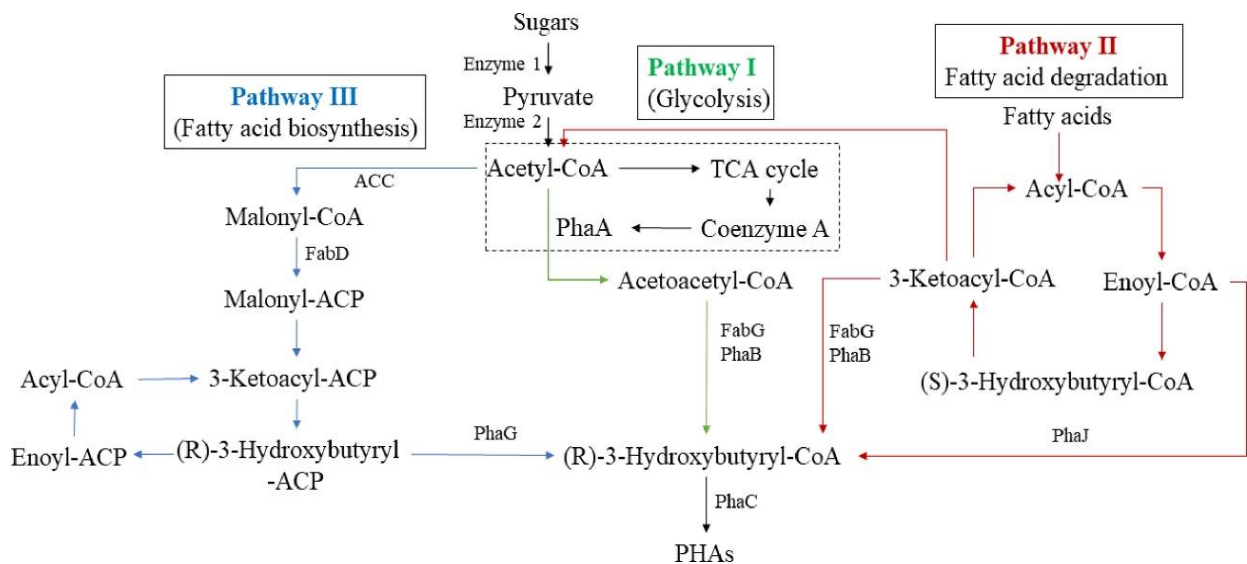 Sugars
Enzyme 1
Pyruvate
Enzyme 2
Pathway I
(Glycolysis)
Pathway II
Fatty acid degradation
Pathway III
(Fatty acid biosynthesis)
Fatty acids
Acetyl-CoA
TCA cycle
Acyl-CoA
ACC
Malonyl-CoA
PhaA
Coenzyme A
FabD
Acetoacetyl-CoA
3-Ketoacyl-CoA
Enoyl-CoA
Malonyl-ACP
FabG
PhaB
FabG
PhaB
Acyl-CoA
3-Ketoacyl-ACP
(S)-3-Hydroxybutyryl-CoA
PhaG
PhaJ
Enoyl-ACP
(R)-3-Hydroxybutyryl
-ACP
(R)-3-Hydroxybutyryl-CoA
PhaC
PHAs